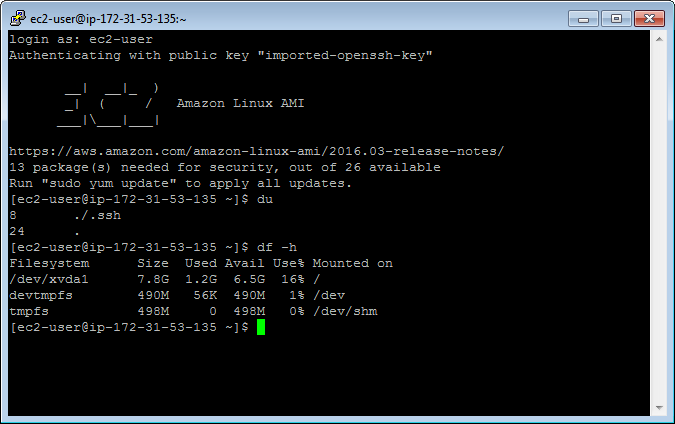 ec2-user@ip-172-31-53-135:~
login as: ec2-user
Authenticating with public key "imported-openssh-key"
       __|  __|_  )
       _|  (     /   Amazon Linux AMI
      ___|\___|___|
https://aws.amazon.com/amazon-linux-ami/2016.03-release-notes/
13 package(s) needed for security, out of 26 available
Run "sudo yum update" to apply all updates.
[ec2-user@ip-172-31-53-135 ~]$ du
8       ./.ssh
24      .
[ec2-user@ip-172-31-53-135 ~]$ df -h
Filesystem      Size  Used Avail Use% Mounted on
/dev/xvda1      7.8G  1.2G  6.5G  16% /
devtmpfs        490M   56K  490M   1% /dev
tmpfs           498M     0  498M   0% /dev/shm
[ec2-user@ip-172-31-53-135 ~]$